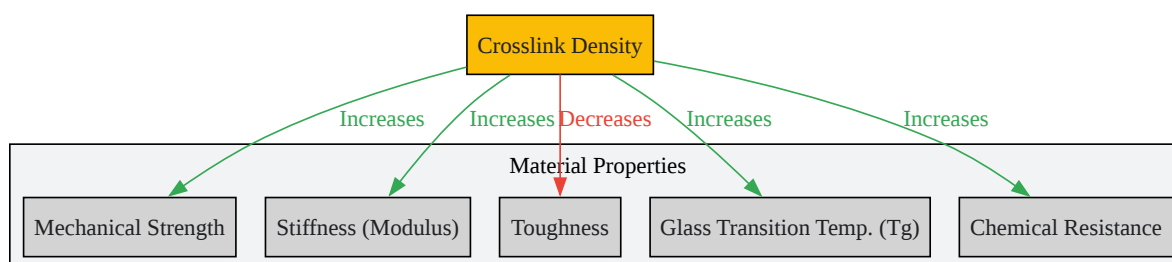 Crosslink Density
Increases
Increases
Decreases
Increases
Increases
Material Properties
Mechanical Strength
Stiffness (Modulus)
Toughness
Glass Transition Temp. (Tg)
Chemical Resistance